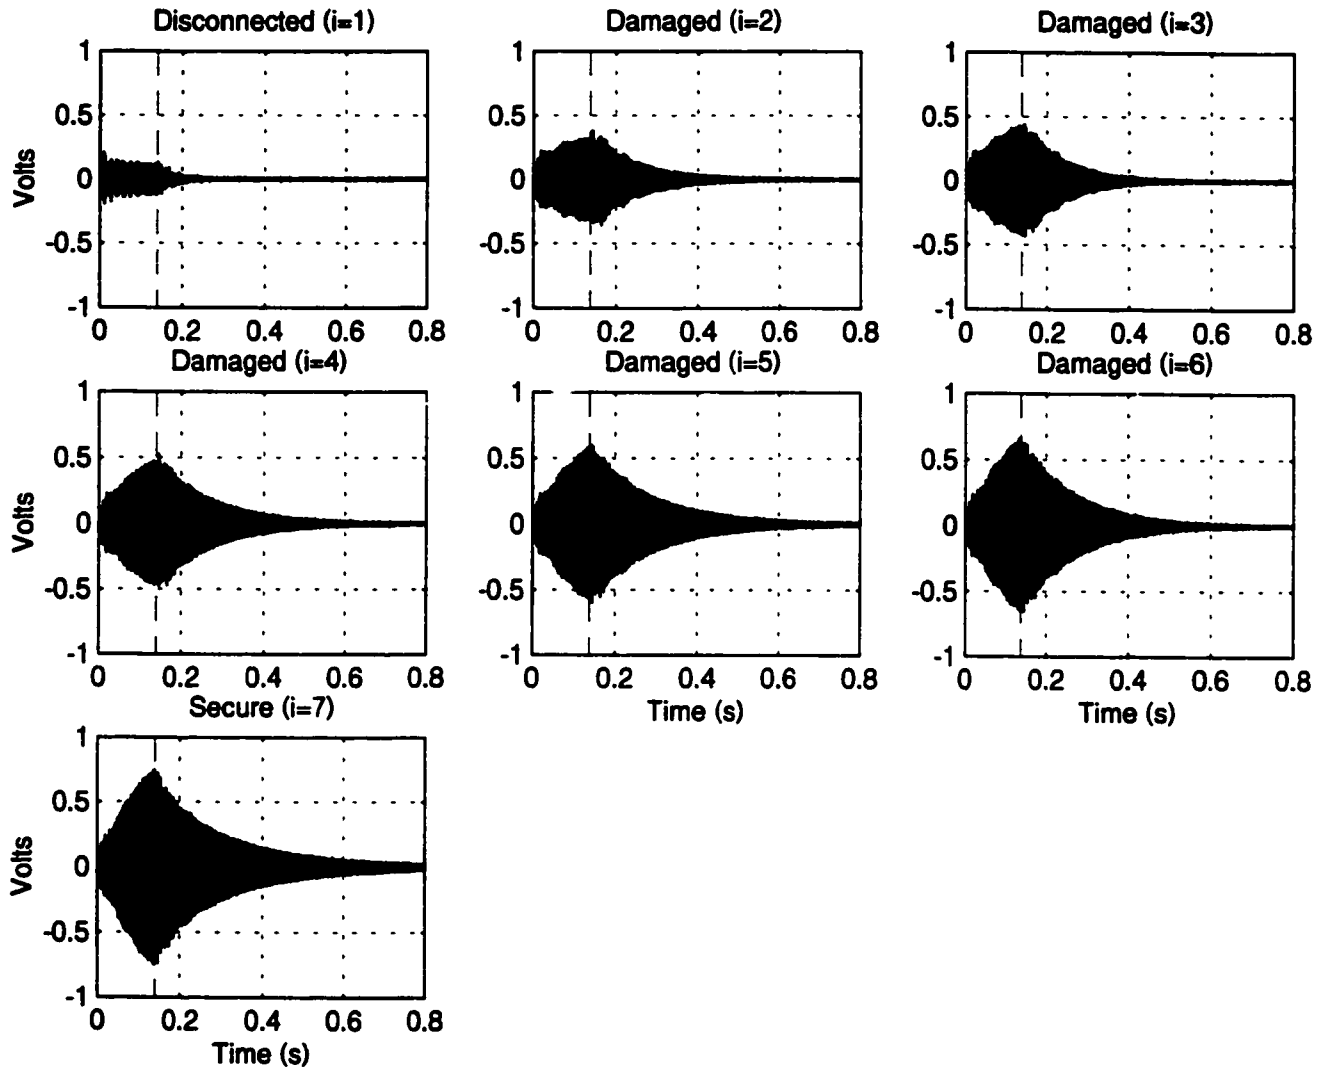 Disconnected (i=1)
Damaged (i=2)
Damaged (i=3)
1
0.5
0
-0.5
-1
Volts
0 0.2 0.4 0.6 0.8
1
0.5
0
-0.5
-1
0 0.2 0.4 0.6 0.8
1
0.5
0
-0.5
-1
0 0.2 0.4 0.6 0.8
Damaged (i=4)
Damaged (i=5)
Damaged (i=6)
1
0.5
0
-0.5
-1
Volts
0 0.2 0.4 0.6 0.8
1
0.5
0
-0.5
-1
0 0.2 0.4 0.6 0.8
Time (s)
1
0.5
0
-0.5
-1
0 0.2 0.4 0.6 0.8
Time (s)
Secure (i=7)
1
0.5
0
-0.5
-1
Volts
0 0.2 0.4 0.6 0.8
Time (s)